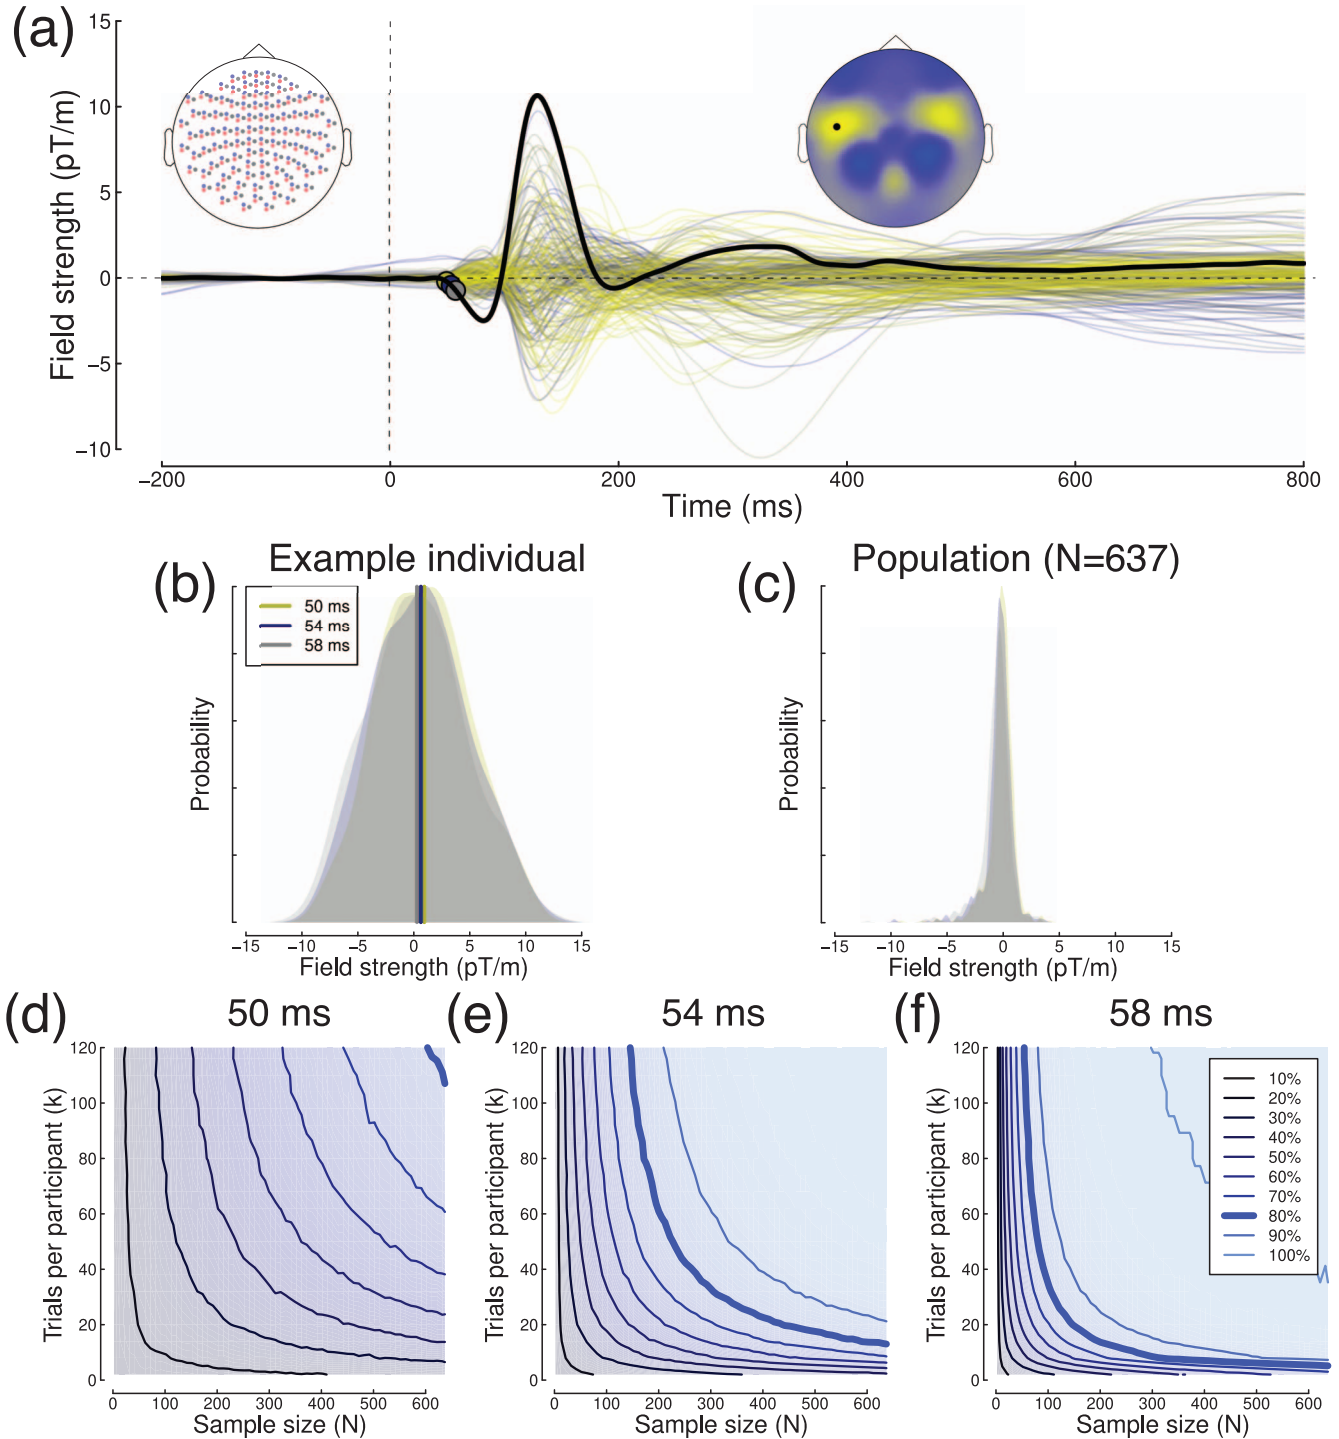 (a)
15
10
5
0
−5
−10
Field strength (pT/m)
−200 0 200 400 600 800
Time (ms)
(b)
Example individual
50 ms
54 ms
58 ms
Probability
−15 −10 −5 0 5 10 15
Field strength (pT/m)
(c)
Population (N=637)
Probability
−15 −10 −5 0 5 10 15
Field strength (pT/m)
(d)
50 ms
120
100
80
60
40
20
0
Trials per participant (k)
0 100 200 300 400 500 600
Sample size (N)
(e)
54 ms
120
100
80
60
40
20
0
Trials per participant (k)
0 100 200 300 400 500 600
Sample size (N)
(f)
58 ms
120
100
80
60
40
20
0
Trials per participant (k)
0 100 200 300 400 500 600
Sample size (N)
10%
20%
30%
40%
50%
60%
70%
80%
90%
100%